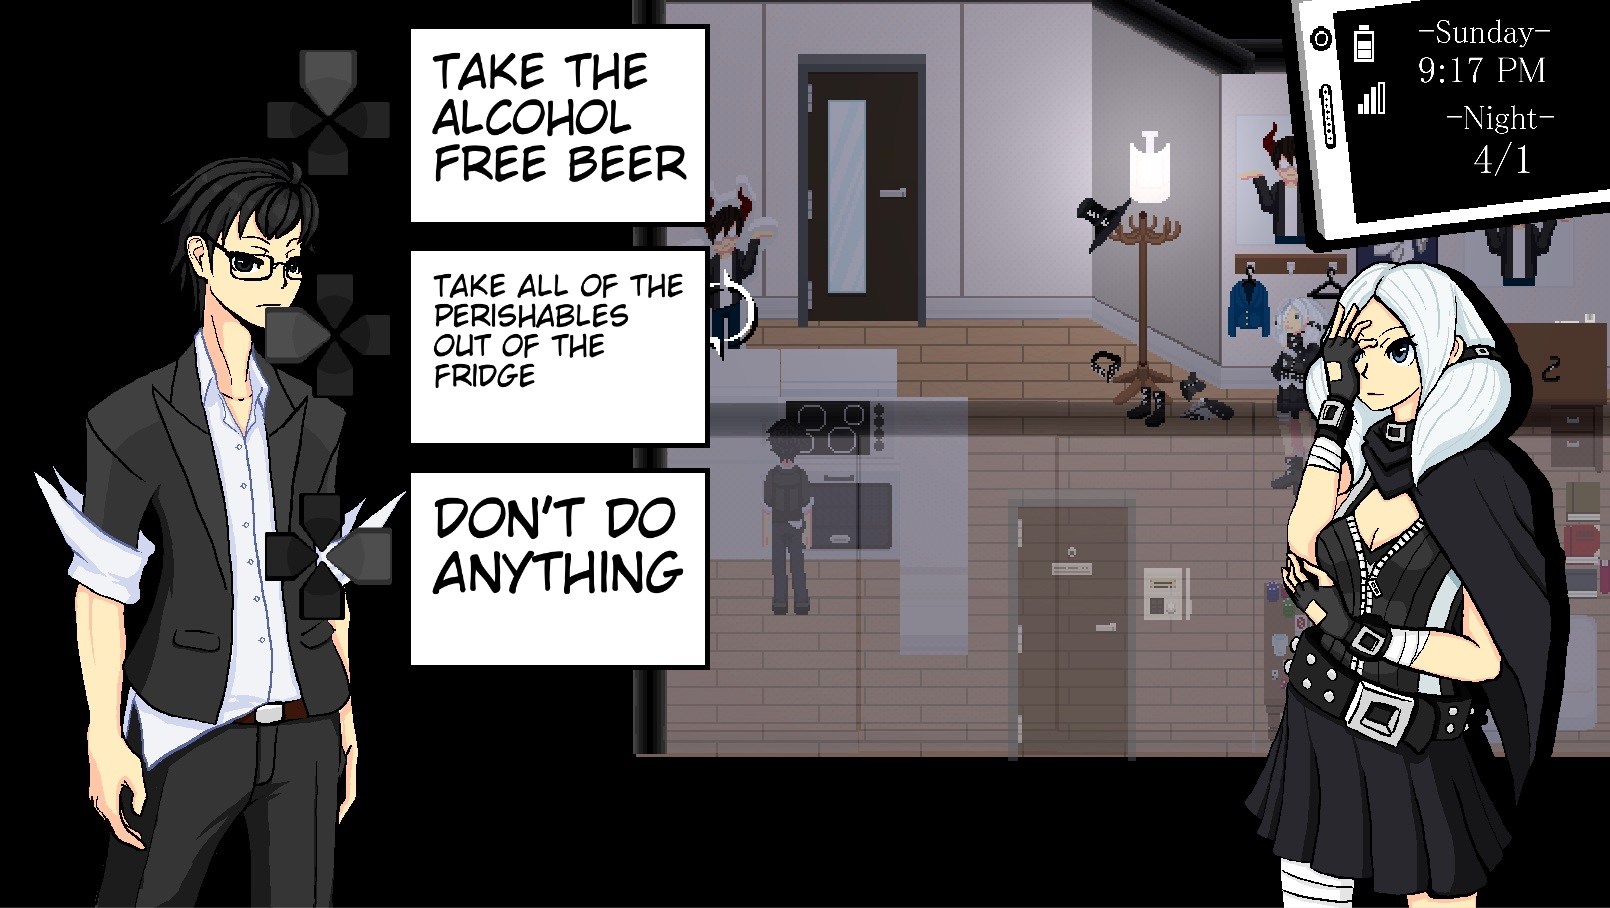 TAKE THE
ALCOHOL
FREE BEER
TAKE ALL OF THE
PERISHABLES
OUT OF THE
FRIDGE
DON'T DO
ANYTHING
-Sunday-
9:17 PM
-Night-
4/1